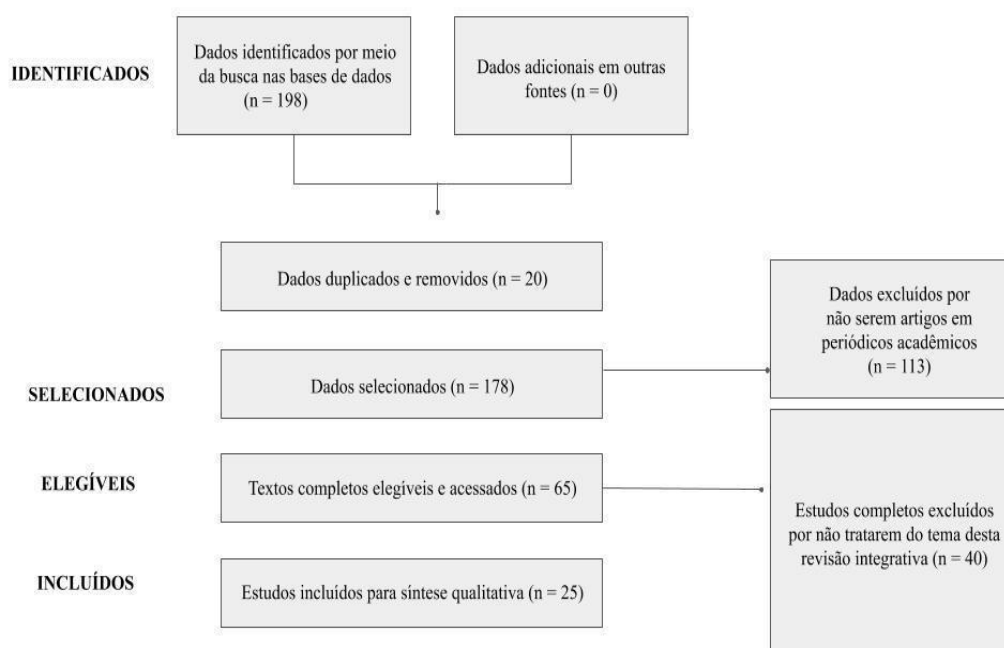 IDENTIFICADOS
Dados identificados por meio
da busca nas bases de dados
(n = 198)
Dados adicionais em outras
fontes (n = 0)
Dados duplicados e removidos (n = 20)
SELECIONADOS
Dados selecionados (n = 178)
Dados excluídos por
não serem artigos em
periódicos acadêmicos
(n = 113)
ELEGÍVEIS
Textos completos elegíveis e acessados (n = 65)
Estudos completos excluídos
por não tratarem do tema desta
revisão integrativa (n = 40)
INCLUÍDOS
Estudos incluídos para síntese qualitativa (n = 25)